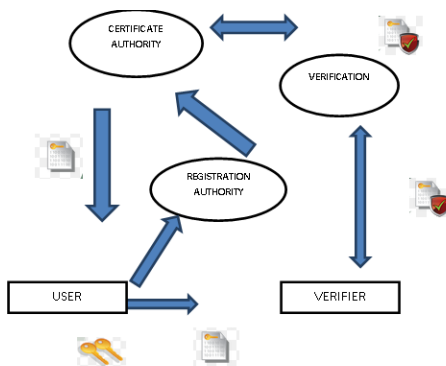 CERTIFICATE
AUTHORITY
VERIFICATION
REGISTRATION
AUTHORITY
USER
VERIFIER